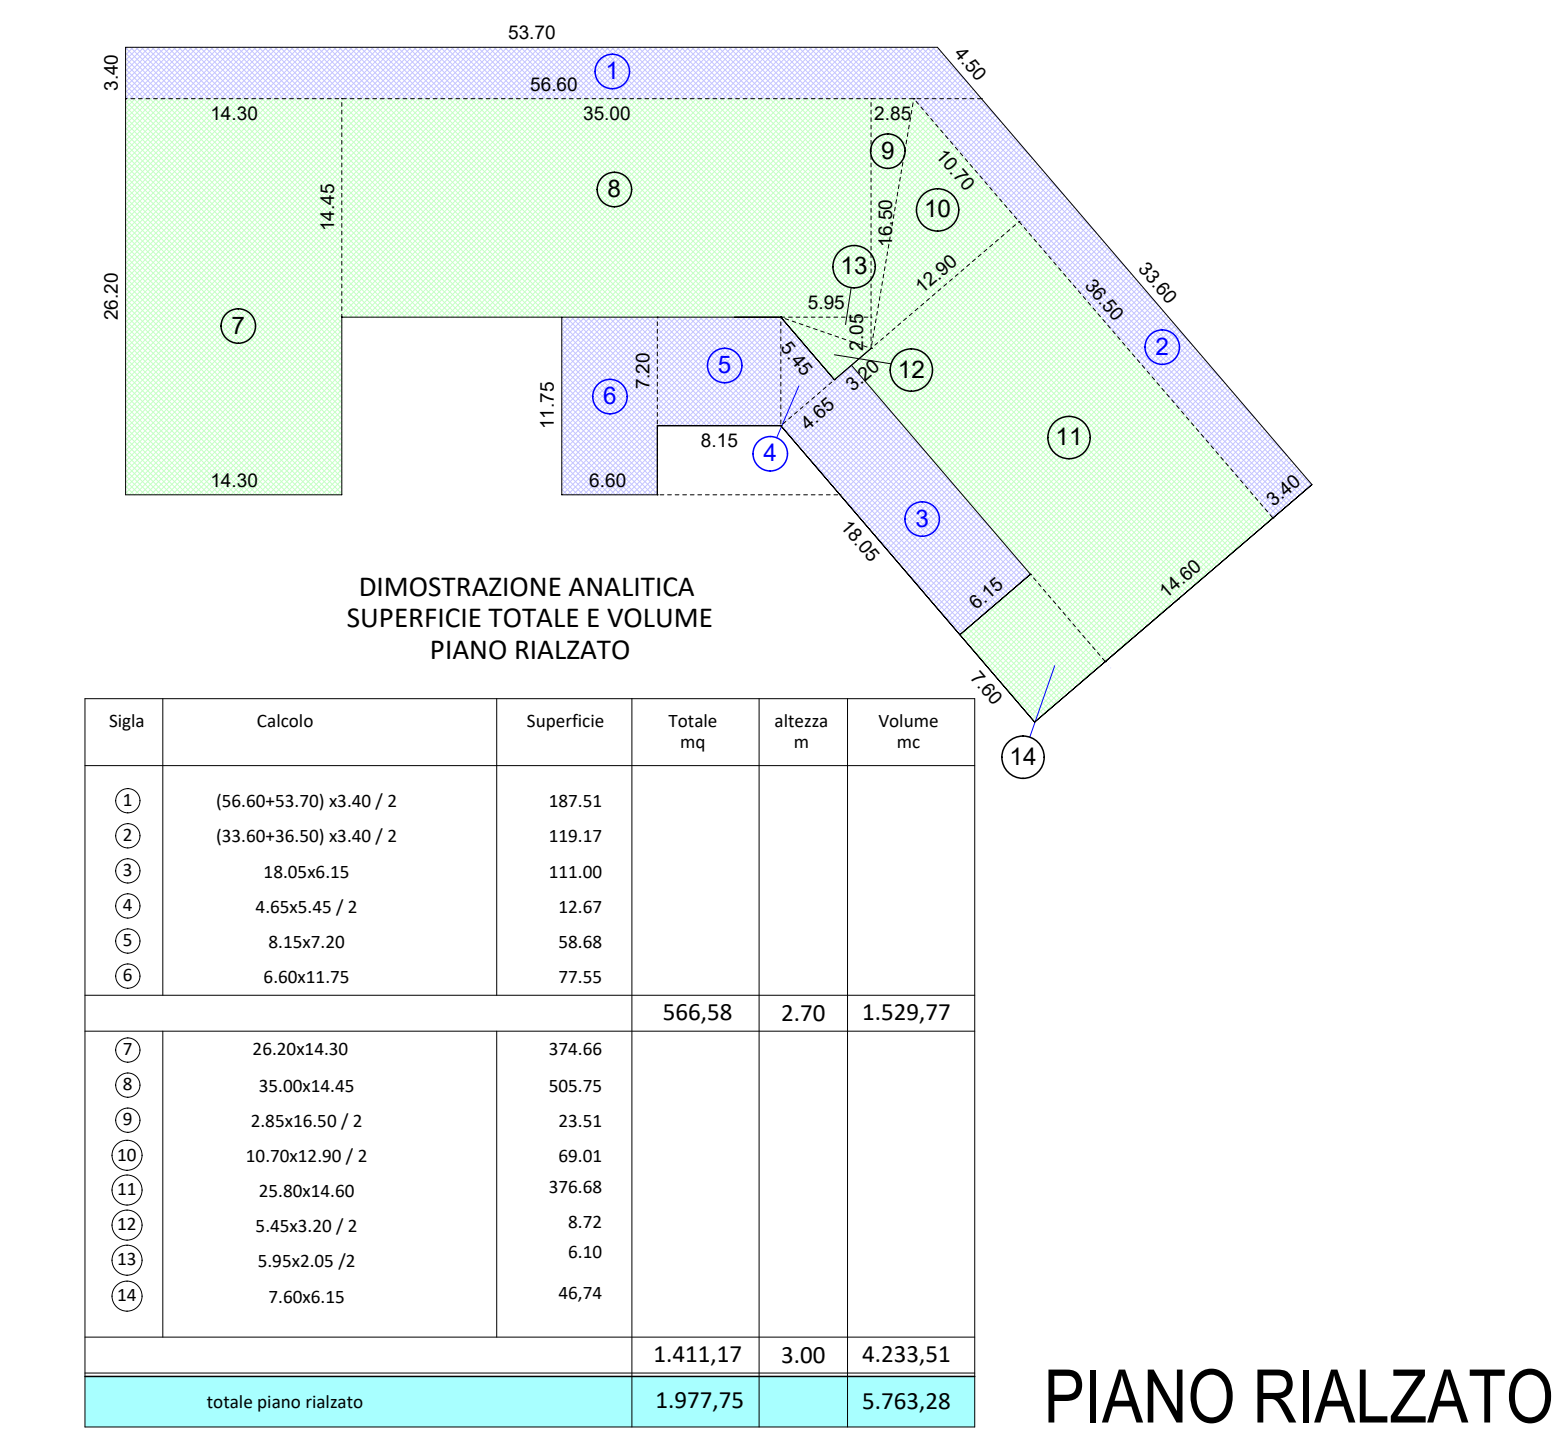 53.70
3.40
4.50
1
56.60
14.30
35.00
2.85
9
10.70
8
14.45
10
16.50
13
12.90
33.60
26.20
36.50
5.95
7
2.05
2
5.45
12
5
7.20
3.20
6
11.75
4.65
11
8.15
4
14.30
6.60
3.40
3
18.05
14.60
6.15
7.60
14
DIMOSTRAZIONE ANALITICA
SUPERFICIE TOTALE E VOLUME
PIANO RIALZATO
Sigla Calcolo Superficie Totale altezza Volume
mq m mc
1 (56.60+53.70) x3.40 / 2 187.51
2 (33.60+36.50) x3.40 / 2 119.17
3 18.05x6.15 111.00
4 4.65x5.45 / 2 12.67
5 8.15x7.20 58.68
6 6.60x11.75 77.55
566,58 2.70 1.529,77
7 26.20x14.30 374.66
8 35.00x14.45 505.75
9 2.85x16.50 / 2 23.51
10 10.70x12.90 / 2 69.01
11 25.80x14.60 376.68
12 5.45x3.20 / 2 8.72
13 5.95x2.05 /2 6.10
14 7.60x6.15 46,74
1.411,17 3.00 4.233,51
totale piano rialzato 1.977,75 5.763,28
PIANO RIALZATO